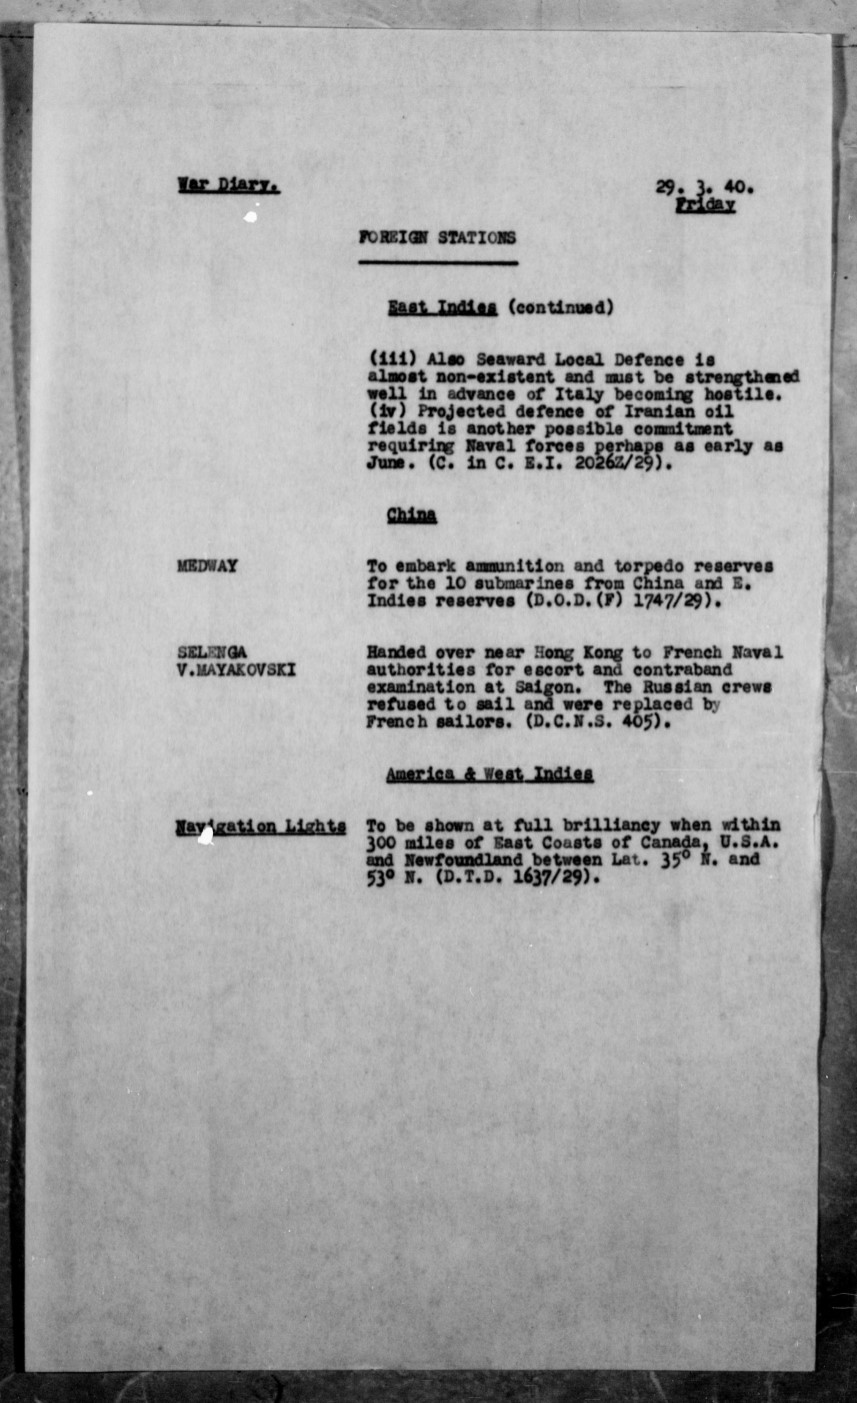 War Diary. 29. 3. 40.
Friday
FOREIGN STATIONS
East Indies (continued)
(iii) Also Seaward Local Defence is
almost non-existent and must be strengthened
well in advance of Italy becoming hostile.
(iv) Projected defence of Iranian oil
fields is another possible commitment
requiring Naval forces perhaps as early as
June. (C. in C. E.I. 2026Z/29).
China
MEDWAY To embark ammunition and torpedo reserves
for the 10 submarines from China and E.
Indies reserves (D.O.D.(F) 1747/29).
SELENGA Handed over near Hong Kong to French Naval
V.MAYAKOVSKI authorities for escort and contraband
examination at Saigon. The Russian crews
refused to sail and were replaced by
French sailors. (D.C.N.S. 405).
America & West Indies
Navigation Lights To be shown at full brilliancy when within
300 miles of East Coasts of Canada, U.S.A.
and Newfoundland between Lat. 35° N. and
53° N. (D.T.D. 1637/29).